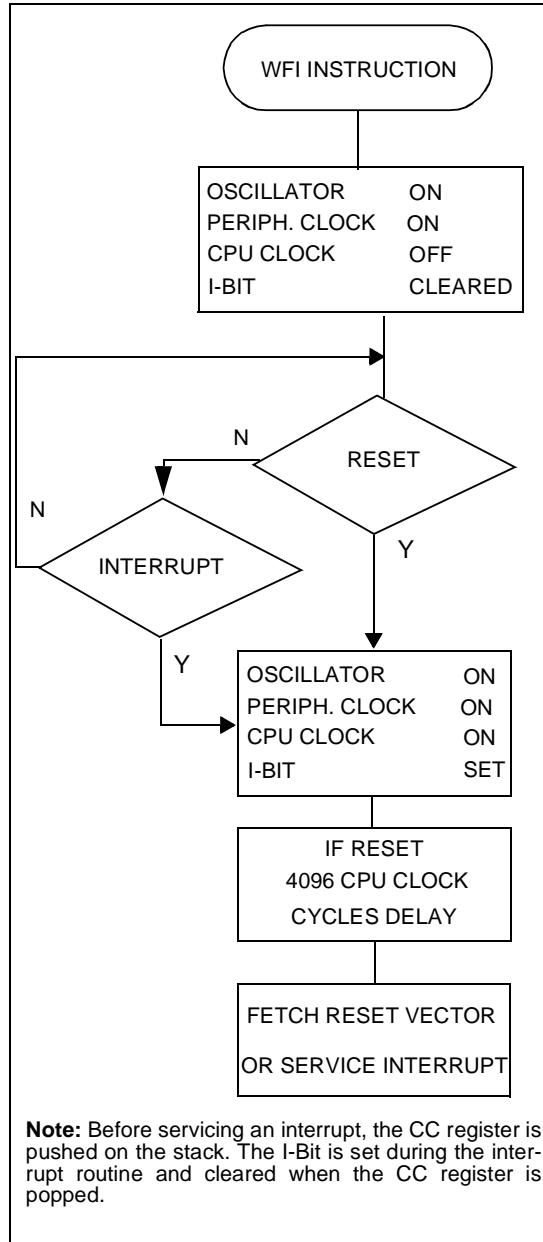 WFI INSTRUCTION
OSCILLATOR ON
PERIPH. CLOCK ON
CPU CLOCK OFF
I-BIT CLEARED
N
RESET
N
INTERRUPT
Y
Y
OSCILLATOR ON
PERIPH. CLOCK ON
CPU CLOCK ON
I-BIT SET
IF RESET
4096 CPU CLOCK
CYCLES DELAY
FETCH RESET VECTOR
OR SERVICE INTERRUPT
Note: Before servicing an interrupt, the CC register is
pushed on the stack. The I-Bit is set during the inter-
rupt routine and cleared when the CC register is
popped.